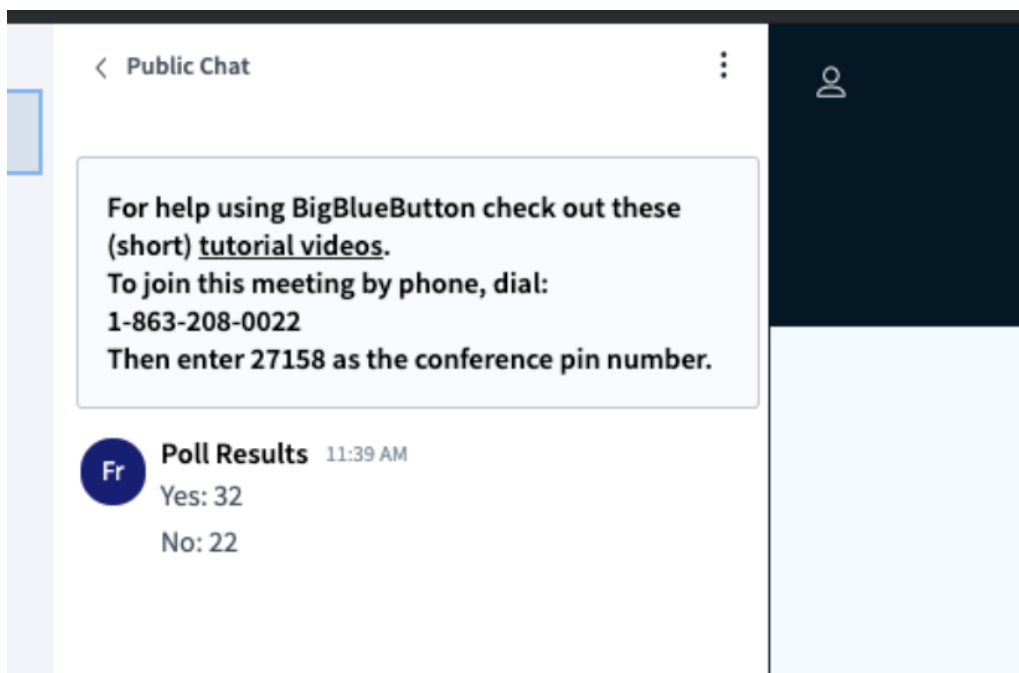 Public Chat
For help using BigBlueButton check out these
(short) tutorial videos.
To join this meeting by phone, dial:
1-863-208-0022
Then enter 27158 as the conference pin number.
Fr
Poll Results 11:39 AM
Yes: 32
No: 22